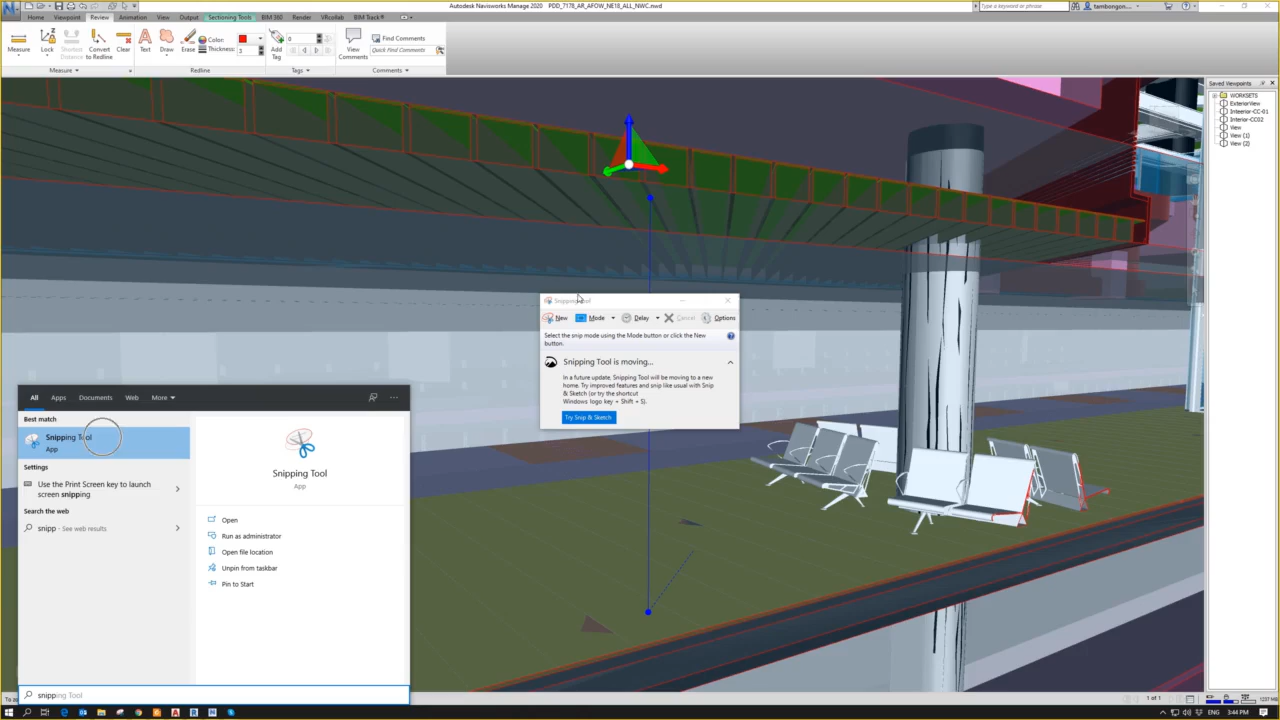 Autodesk Navisworks Manage 2020 PDD_7178_AR_AFOW_NE18_ALL_NWC.nwd
Type a keyword or phrase
tembongon...
Home Viewpoint Review Animation View Output Sectioning Tools BIM 360 Render VRcollab BIM Track®
Measure
Lock
Shortest Distance
Convert to Redline
Clear
Text
Draw
Erase
Color:
Thickness: 3
Add Tag
0
View Comments
Find Comments
Quick Find Comments
Measure
Redline
Tags
Comments
Saved Viewpoints
WORKSETS
ExteriorView
Inteerior-CC-01
Interior-CC02
View
View (1)
View (2)
Snipping Tool
New Mode Delay Cancel Options
Select the snip mode using the Mode button or click the New
button.
Snipping Tool is moving...
In a future update, Snipping Tool will be moving to a new
home. Try improved features and snip like usual with Snip
& Sketch (or try the shortcut
Windows logo key + Shift + S).
Try Snip & Sketch
All Apps Documents Web More
Best match
Snipping Tool
App
Settings
Use the Print Screen key to launch
screen snipping
Search the web
snipp - See web results
Snipping Tool
App
Open
Run as administrator
Open file location
Unpin from taskbar
Pin to Start
snipping Tool
1 of 1
ENG 3:44 PM